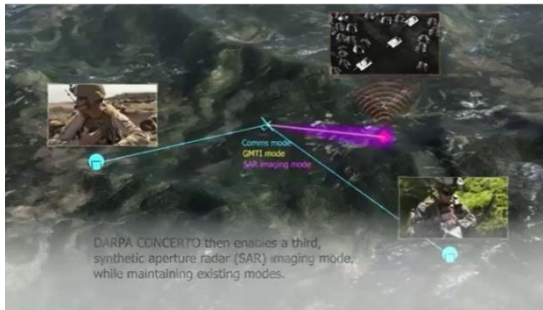 Comms mode
GMTI mode
SAR imaging mode
DARPA CONCERTO then enables a third,
synthetic aperture radar (SAR) imaging mode,
while maintaining existing modes.